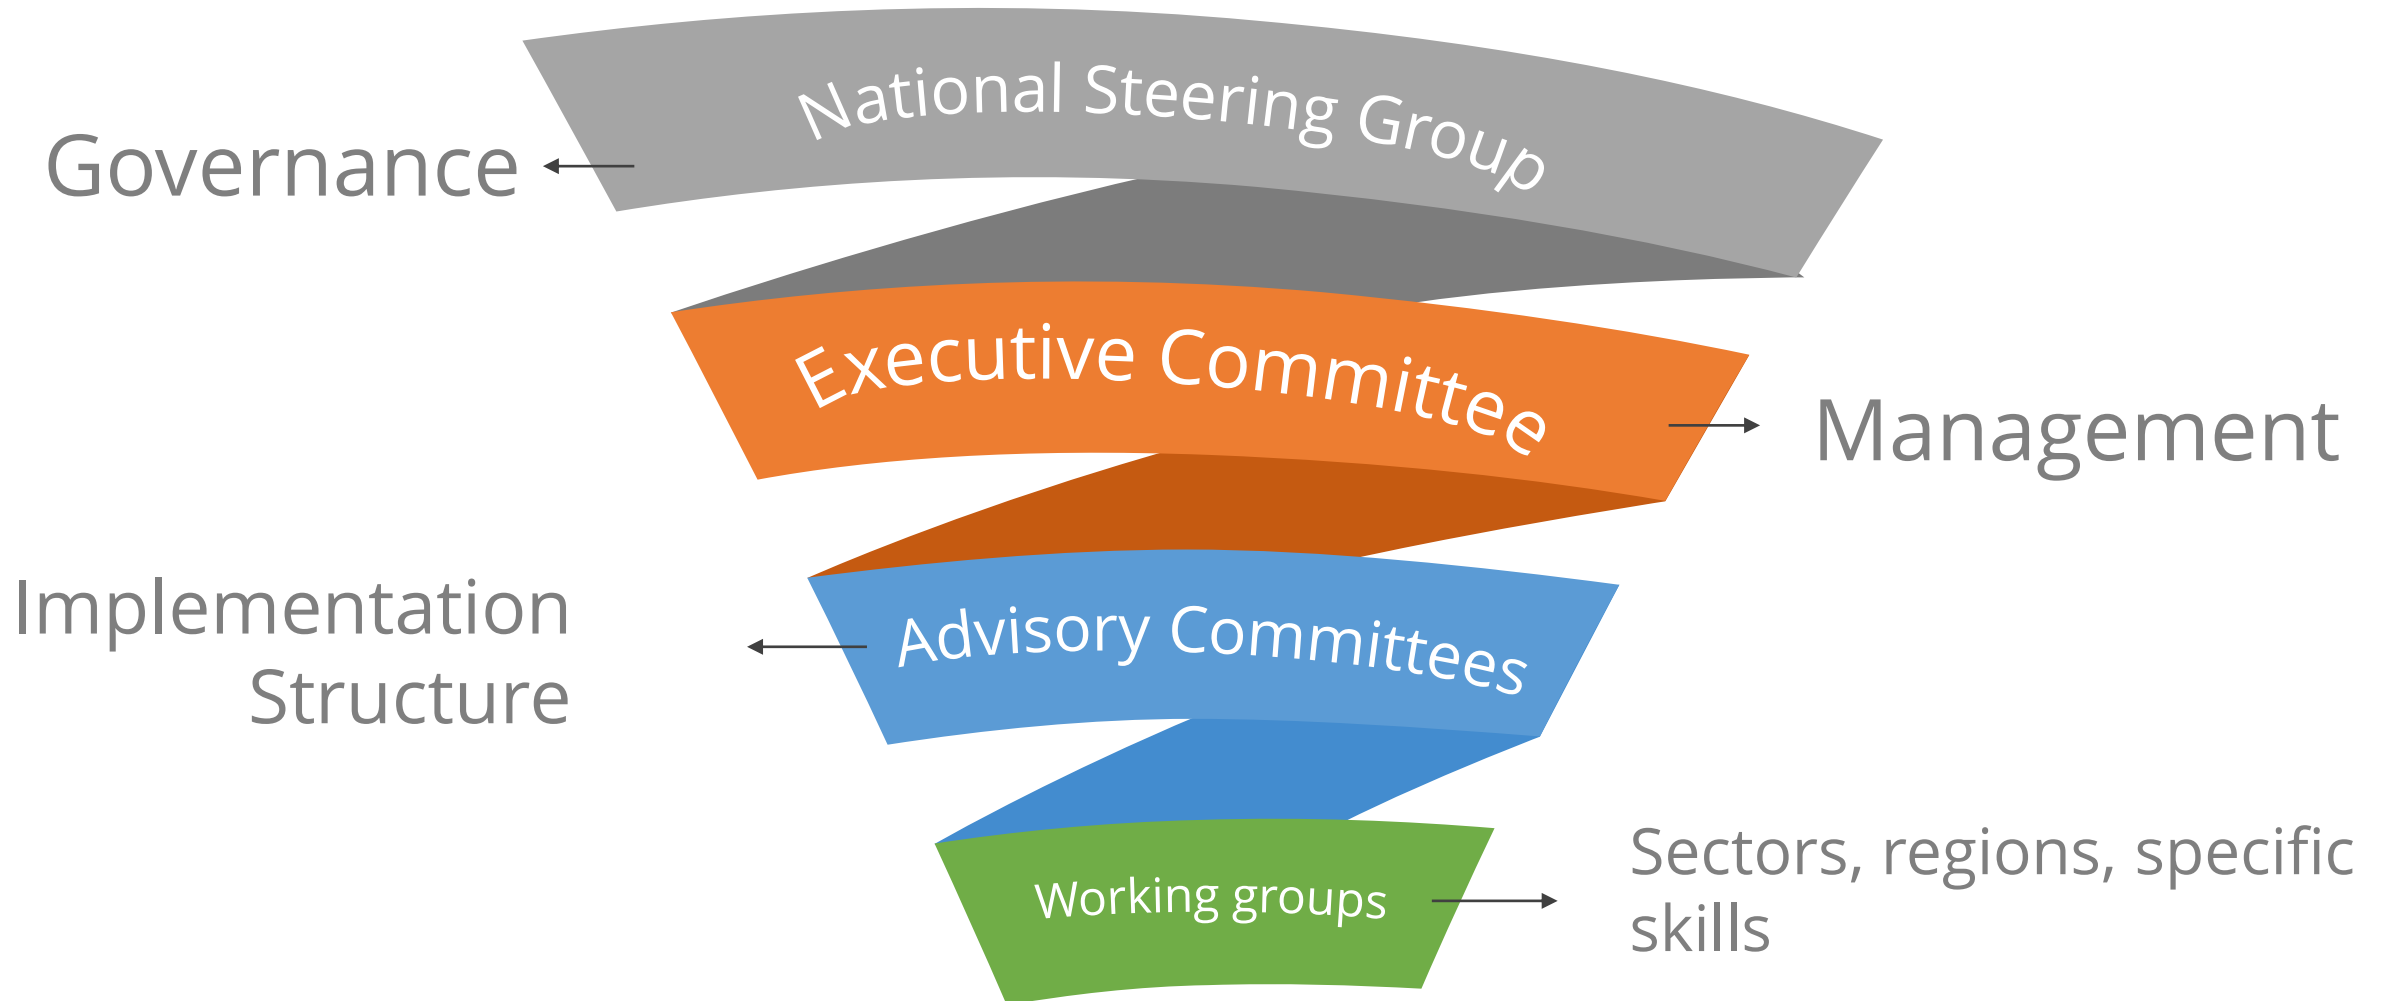 National Steering Group
Governance
Executive Committee
Management
Advisory Committees
Implementation
Structure
Working groups
Sectors, regions, specific
skills